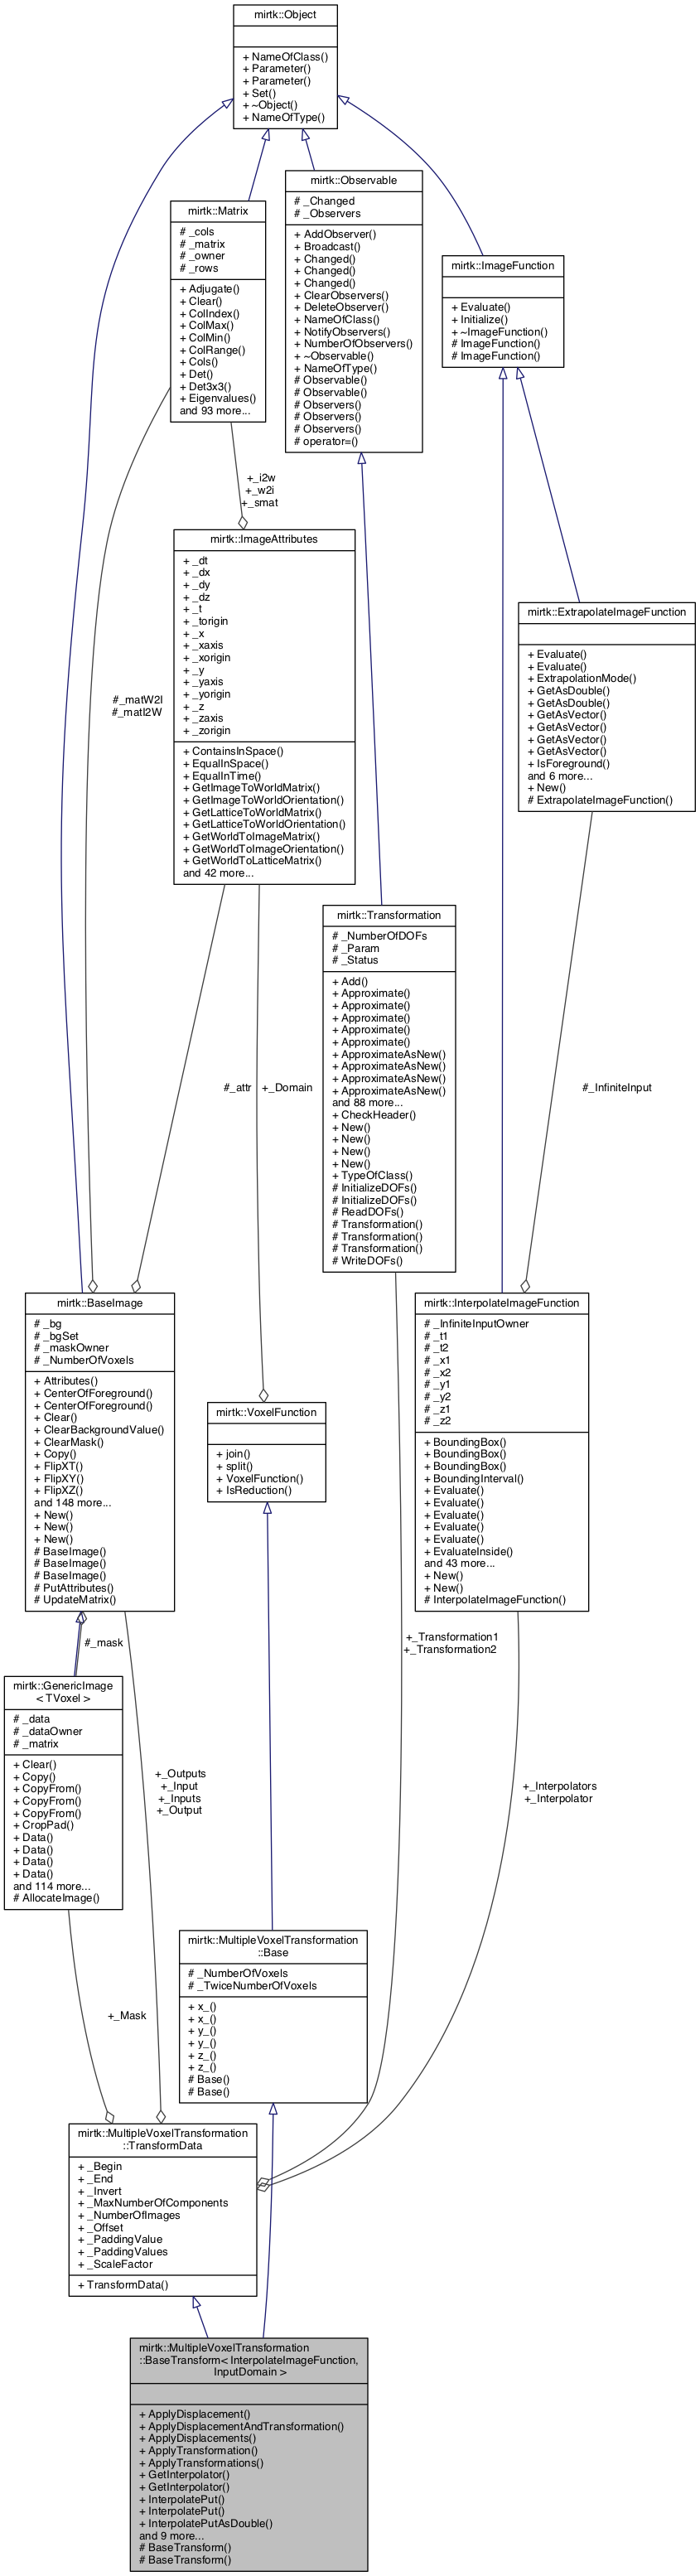 mirtk::Object
+ NameOfClass()
+ Parameter()
+ Parameter()
+ Set()
+ ~Object()
+ NameOfType()
mirtk::Observable
# _Changed
# _Observers
+ AddObserver()
+ Broadcast()
+ Changed()
+ Changed()
+ Changed()
+ ClearObservers()
+ DeleteObserver()
+ NameOfClass()
+ NotifyObservers()
+ NumberOfObservers()
+ ~Observable()
+ NameOfType()
# Observable()
# Observable()
# Observers()
# Observers()
# Observers()
# operator=()
mirtk::Matrix
# _cols
# _matrix
# _owner
# _rows
+ Adjugate()
+ Clear()
+ ColIndex()
+ ColMax()
+ ColMin()
+ ColRange()
+ Cols()
+ Det()
+ Det3x3()
+ Eigenvalues()
and 93 more...
mirtk::ImageFunction
+ Evaluate()
+ Initialize()
+ ~ImageFunction()
# ImageFunction()
# ImageFunction()
+_i2w
+_w2i
+_smat
mirtk::ImageAttributes
+ _dt
+ _dx
+ _dy
+ _dz
+ _t
+ _torigin
+ _x
+ _xaxis
+ _xorigin
+ _y
+ _yaxis
+ _yorigin
+ _z
+ _zaxis
+ _zorigin
+ ContainsInSpace()
+ EqualInSpace()
+ EqualInTime()
+ GetImageToWorldMatrix()
+ GetImageToWorldOrientation()
+ GetLatticeToWorldMatrix()
+ GetLatticeToWorldOrientation()
+ GetWorldToImageMatrix()
+ GetWorldToImageOrientation()
+ GetWorldToLatticeMatrix()
and 42 more...
mirtk::ExtrapolateImageFunction
+ Evaluate()
+ Evaluate()
+ ExtrapolationMode()
+ GetAsDouble()
+ GetAsDouble()
+ GetAsVector()
+ GetAsVector()
+ GetAsVector()
+ GetAsVector()
+ IsForeground()
and 6 more...
+ New()
# ExtrapolateImageFunction()
#_matW2I
#_matI2W
mirtk::Transformation
# _NumberOfDOFs
# _Param
# _Status
+ Add()
+ Approximate()
+ Approximate()
+ Approximate()
+ Approximate()
+ Approximate()
+ ApproximateAsNew()
+ ApproximateAsNew()
+ ApproximateAsNew()
+ ApproximateAsNew()
and 88 more...
+ CheckHeader()
+ New()
+ New()
+ New()
+ New()
+ TypeOfClass()
# InitializeDOFs()
# InitializeDOFs()
# ReadDOFs()
# Transformation()
# Transformation()
# Transformation()
# WriteDOFs()
#_attr
+_Domain
#_InfiniteInput
mirtk::BaseImage
# _bg
# _bgSet
# _maskOwner
# _NumberOfVoxels
+ Attributes()
+ CenterOfForeground()
+ CenterOfForeground()
+ Clear()
+ ClearBackgroundValue()
+ ClearMask()
+ Copy()
+ FlipXT()
+ FlipXY()
+ FlipXZ()
and 148 more...
+ New()
+ New()
+ New()
# BaseImage()
# BaseImage()
# BaseImage()
# PutAttributes()
# UpdateMatrix()
mirtk::VoxelFunction
+ join()
+ split()
+ VoxelFunction()
+ IsReduction()
mirtk::InterpolateImageFunction
# _InfiniteInputOwner
# _t1
# _t2
# _x1
# _x2
# _y1
# _y2
# _z1
# _z2
+ BoundingBox()
+ BoundingBox()
+ BoundingBox()
+ BoundingInterval()
+ Evaluate()
+ Evaluate()
+ Evaluate()
+ Evaluate()
+ Evaluate()
+ EvaluateInside()
and 43 more...
+ New()
+ New()
# InterpolateImageFunction()
#_mask
+_Transformation1
+_Transformation2
mirtk::GenericImage
< TVoxel >
# _data
# _dataOwner
# _matrix
+ Clear()
+ Copy()
+ CopyFrom()
+ CopyFrom()
+ CopyFrom()
+ CropPad()
+ Data()
+ Data()
+ Data()
+ Data()
and 114 more...
# AllocateImage()
+_Outputs
+_Input
+_Inputs
+_Output
+_Interpolators
+_Interpolator
mirtk::MultipleVoxelTransformation
::Base
# _NumberOfVoxels
# _TwiceNumberOfVoxels
+ x_()
+ x_()
+ y_()
+ y_()
+ z_()
+ z_()
# Base()
# Base()
+_Mask
mirtk::MultipleVoxelTransformation
::TransformData
+ _Begin
+ _End
+ _Invert
+ _MaxNumberOfComponents
+ _NumberOfImages
+ _Offset
+ _PaddingValue
+ _PaddingValues
+ _ScaleFactor
+ TransformData()
mirtk::MultipleVoxelTransformation
::BaseTransform< InterpolateImageFunction,
InputDomain >
+ ApplyDisplacement()
+ ApplyDisplacementAndTransformation()
+ ApplyDisplacements()
+ ApplyTransformation()
+ ApplyTransformations()
+ GetInterpolator()
+ GetInterpolator()
+ InterpolatePut()
+ InterpolatePut()
+ InterpolatePutAsDouble()
and 9 more...
# BaseTransform()
# BaseTransform()